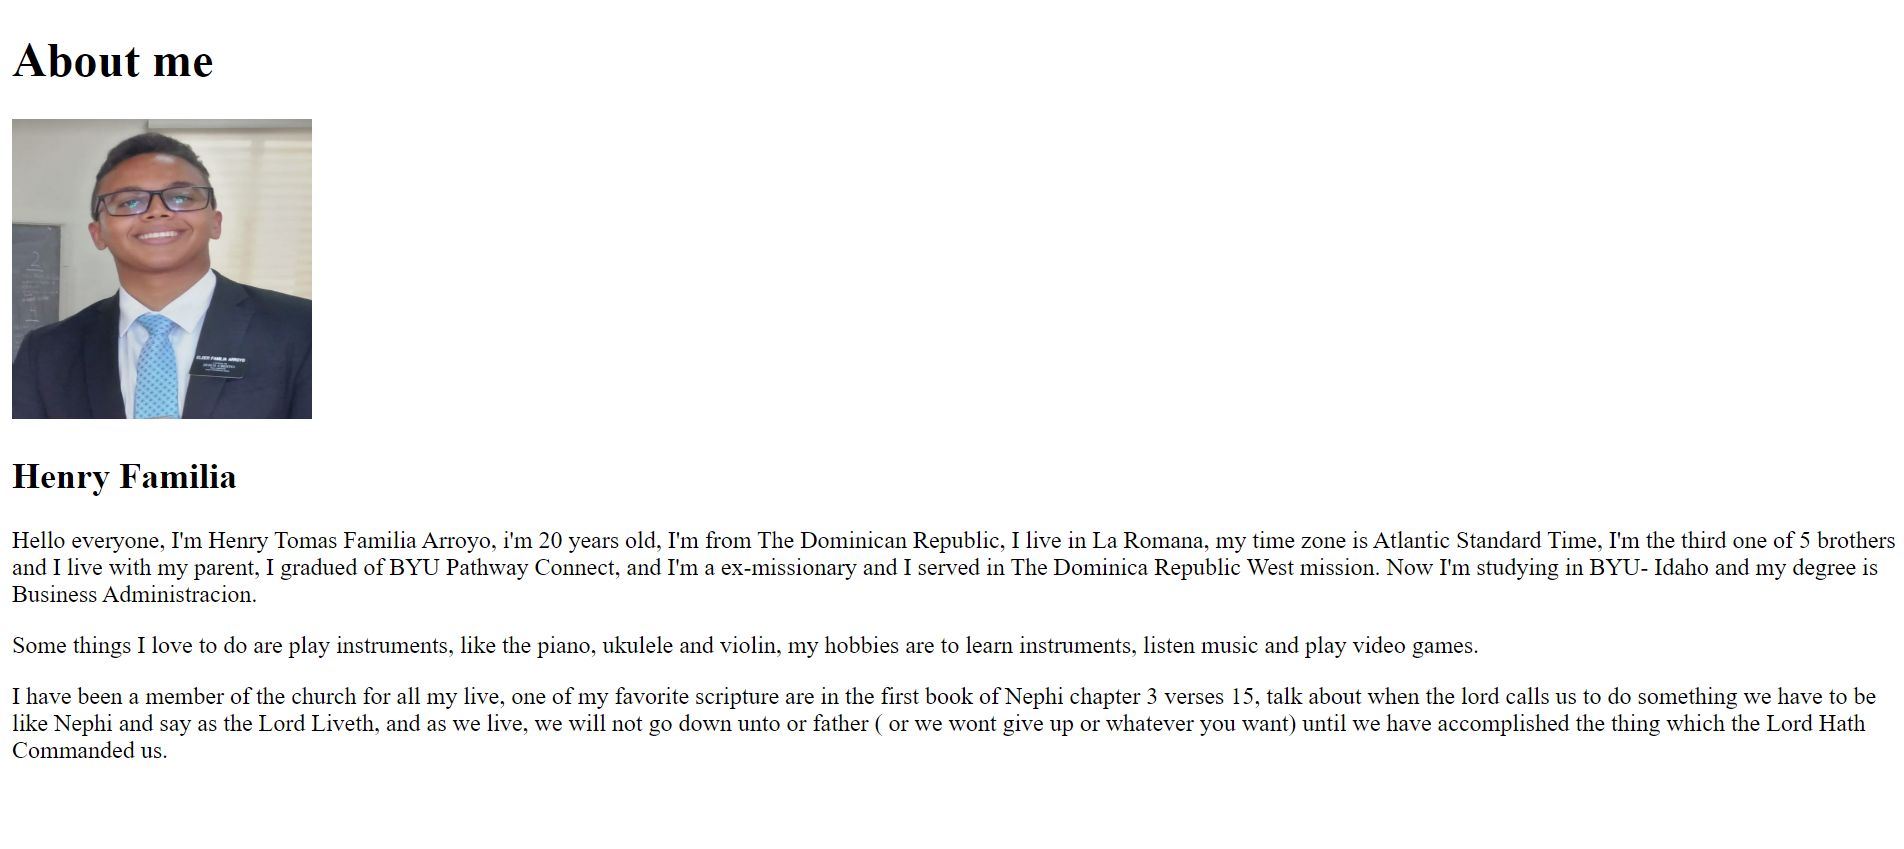 About me
2
ELDER FAMILIA ARROYO
Henry Familia
Hello everyone, I'm Henry Tomas Familia Arroyo, i'm 20 years old, I'm from The Dominican Republic, I live in La Romana, my time zone is Atlantic Standard Time, I'm the third one of 5 brothers
and I live with my parent, I gradued of BYU Pathway Connect, and I'm a ex-missionary and I served in The Dominica Republic West mission. Now I'm studying in BYU- Idaho and my degree is
Business Administracion.
Some things I love to do are play instruments, like the piano, ukulele and violin, my hobbies are to learn instruments, listen music and play video games.
I have been a member of the church for all my live, one of my favorite scripture are in the first book of Nephi chapter 3 verses 15, talk about when the lord calls us to do something we have to be
like Nephi and say as the Lord Liveth, and as we live, we will not go down unto or father ( or we wont give up or whatever you want) until we have accomplished the thing which the Lord Hath
Commanded us.